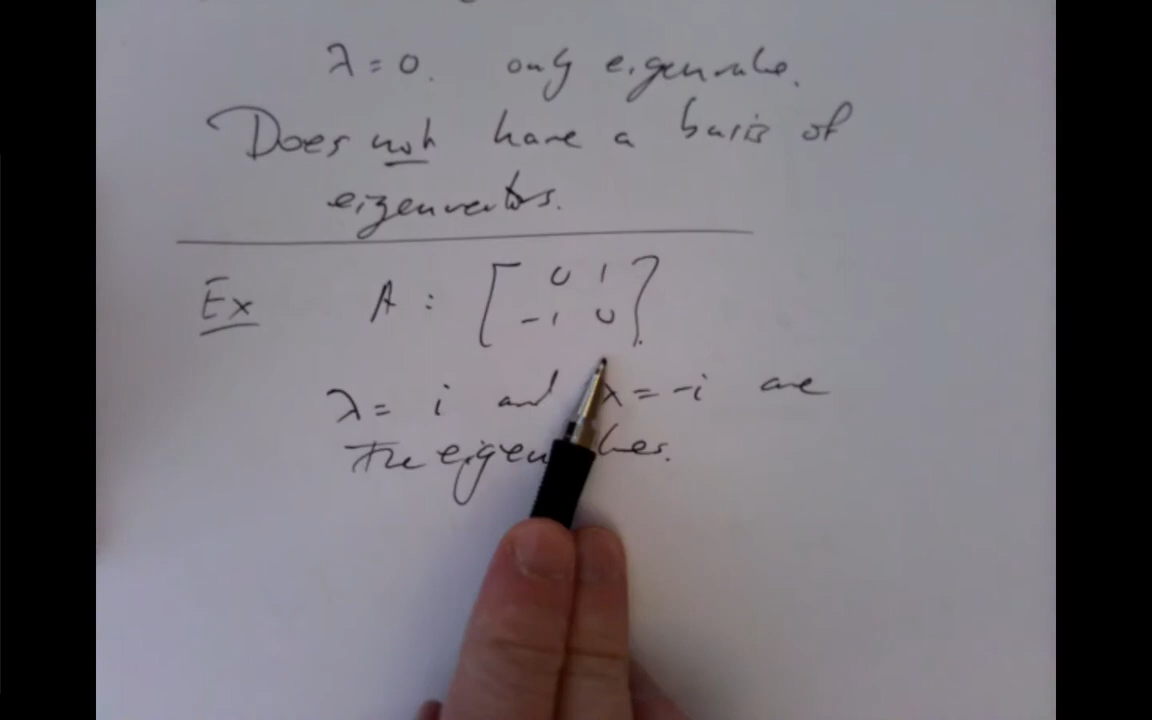 λ = 0. only eigenvalue.
Does not have a basis of
eigenvectors.
Ex A : [ 0 1
-1 0 ]
λ = i and λ = -i are
the eigenvalues.